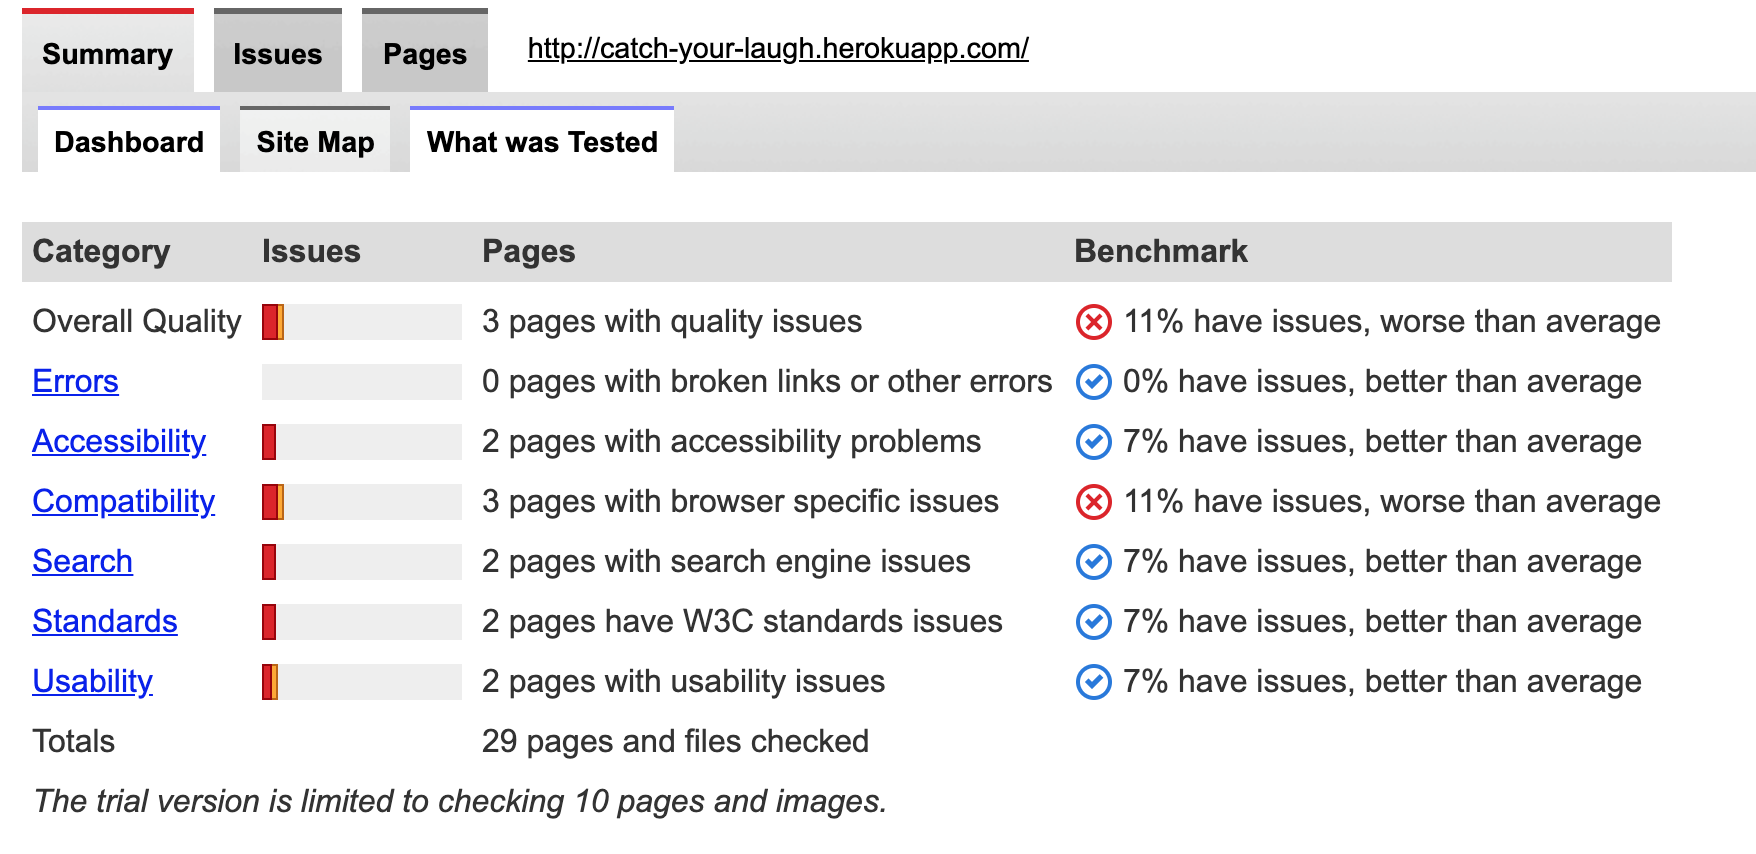 Summary Issues Pages http://catch-your-laugh.herokuapp.com/
Dashboard Site Map What was Tested
Category Issues Pages Benchmark
Overall Quality 3 pages with quality issues 11% have issues, worse than average
Errors 0 pages with broken links or other errors 0% have issues, better than average
Accessibility 2 pages with accessibility problems 7% have issues, better than average
Compatibility 3 pages with browser specific issues 11% have issues, worse than average
Search 2 pages with search engine issues 7% have issues, better than average
Standards 2 pages have W3C standards issues 7% have issues, better than average
Usability 2 pages with usability issues 7% have issues, better than average
Totals 29 pages and files checked
The trial version is limited to checking 10 pages and images.